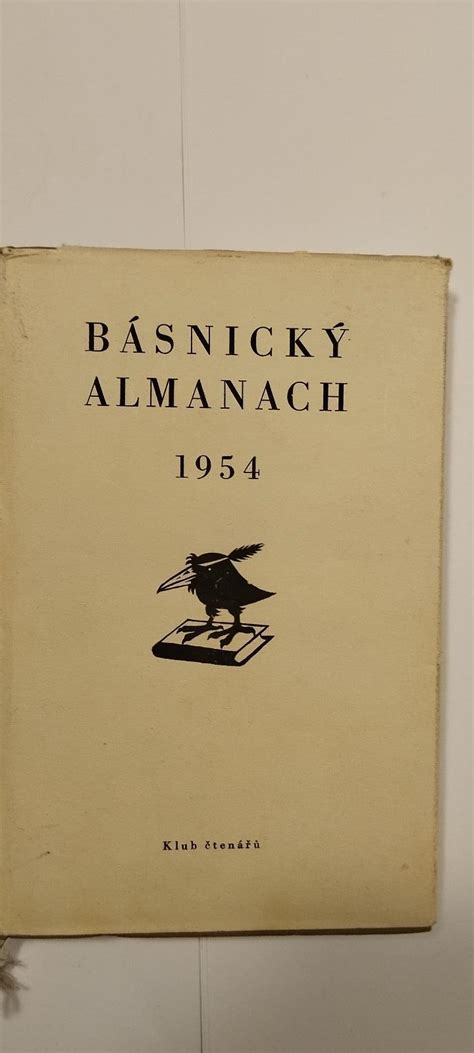 BÁSNICKÝ
ALMANACH
1954
Klub čtenářů